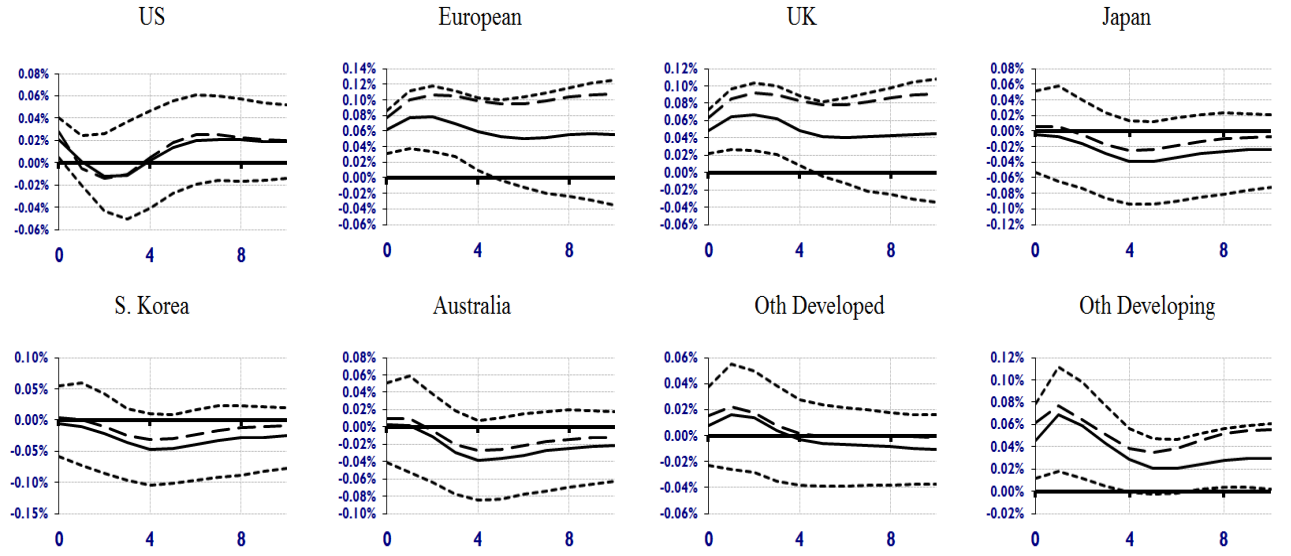 US European UK Japan
0.08% 0.14% 0.12% 0.08%
0.06% 0.12% 0.10% 0.06%
0.04% 0.10% 0.08% 0.04%
0.02% 0.08% 0.06% 0.02%
0.00% 0.06% 0.04% 0.00%
-0.02% 0.04% 0.02% -0.02%
-0.04% 0.02% 0.00% -0.04%
-0.06% 0.00% -0.02% -0.06%
-0.02% -0.04% -0.08%
-0.04% -0.06% -0.10%
-0.06% -0.12%
0 4 8 0 4 8 0 4 8 0 4 8
S. Korea Australia Oth Developed Oth Developing
0.10% 0.08% 0.06% 0.12%
0.05% 0.06% 0.04% 0.10%
0.00% 0.04% 0.02% 0.08%
-0.05% 0.02% 0.00% 0.06%
-0.10% 0.00% -0.02% 0.04%
-0.15% -0.02% -0.04% 0.02%
-0.04% -0.06% 0.00%
-0.06% -0.02%
-0.08%
-0.10%
0 4 8 0 4 8 0 4 8 0 4 8